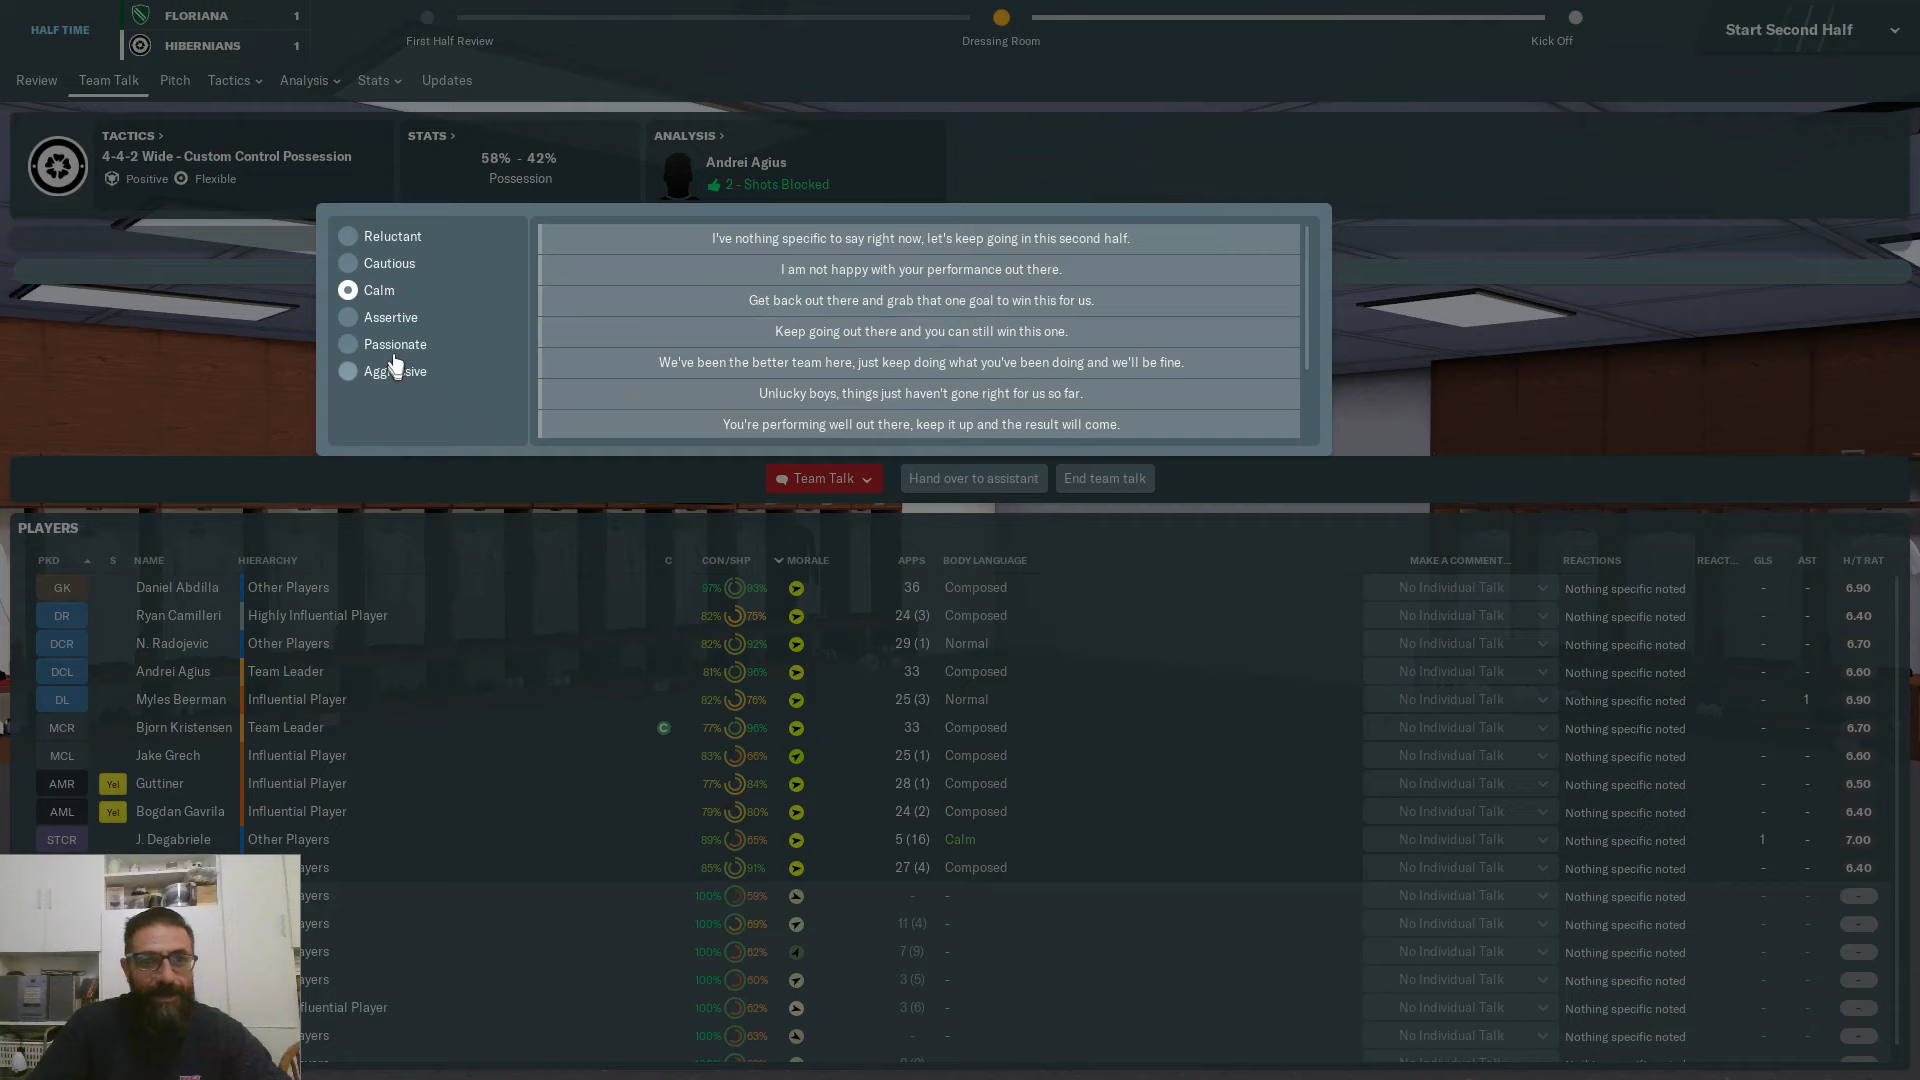 HALF TIME
FLORIANA 1
HIBERNIANS 1
First Half Review
Dressing Room
Kick Off
Start Second Half
Review
Team Talk
Pitch
Tactics
Analysis
Stats
Updates
TACTICS >
4-4-2 Wide - Custom Control Possession
Positive
Flexible
STATS >
58% - 42%
Possession
ANALYSIS >
Andrei Agius
2 - Shots Blocked
Reluctant
Cautious
Calm
Assertive
Passionate
Aggressive
I've nothing specific to say right now, let's keep going in this second half.
I am not happy with your performance out there.
Get back out there and grab that one goal to win this for us.
Keep going out there and you can still win this one.
We've been the better team here, just keep doing what you've been doing and we'll be fine.
Unlucky boys, things just haven't gone right for us so far.
You're performing well out there, keep it up and the result will come.
Team Talk
Hand over to assistant
End team talk
PLAYERS
PKD S NAME HIERARCHY C CON/SHP MORALE APPS BODY LANGUAGE MAKE A COMMENT... REACTIONS REACT... GLS AST H/T RAT
GK Daniel Abdilla Other Players 97% 93% 36 Composed No Individual Talk Nothing specific noted - - 6.90
DR Ryan Camilleri Highly Influential Player 82% 75% 24 (3) Composed No Individual Talk Nothing specific noted - - 6.40
DCR N. Radojevic Other Players 82% 92% 29 (1) Normal No Individual Talk Nothing specific noted - - 6.70
DCL Andrei Agius Team Leader 81% 96% 33 Composed No Individual Talk Nothing specific noted - - 6.60
DL Myles Beerman Influential Player 82% 76% 25 (3) Normal No Individual Talk Nothing specific noted - 1 6.90
MCR Bjorn Kristensen Team Leader C 77% 96% 33 Composed No Individual Talk Nothing specific noted - - 6.70
MCL Jake Grech Influential Player 83% 66% 25 (1) Composed No Individual Talk Nothing specific noted - - 6.60
AMR Yel Guttiner Influential Player 77% 84% 28 (1) Composed No Individual Talk Nothing specific noted - - 6.50
AML Yel Bogdan Gavrila Influential Player 79% 80% 24 (2) Composed No Individual Talk Nothing specific noted - - 6.40
STCR J. Degabriele Other Players 89% 65% 5 (16) Calm No Individual Talk Nothing specific noted 1 - 7.00
ayers 85% 91% 27 (4) Composed No Individual Talk Nothing specific noted - - 6.40
ayers 100% 59% - - No Individual Talk Nothing specific noted - - -
ayers 100% 69% 11 (4) - No Individual Talk Nothing specific noted - - -
ayers 100% 62% 7 (9) - No Individual Talk Nothing specific noted - - -
ayers 100% 60% 3 (5) - No Individual Talk Nothing specific noted - - -
fluential Player 100% 62% 3 (6) - No Individual Talk Nothing specific noted - - -
ayers 100% 63% - - No Individual Talk Nothing specific noted - - -